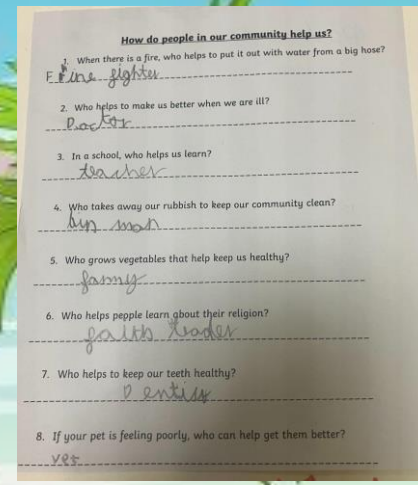 How do people in our community help us?
1. When there is a fire, who helps to put it out with water from a big hose?
Fire fighter
2. Who helps to make us better when we are ill?
Doctor
3. In a school, who helps us learn?
teacher
4. Who takes away our rubbish to keep our community clean?
bin man
5. Who grows vegetables that help keep us healthy?
6. Who helps pepple learn about their religion?
faith leader
7. Who helps to keep our teeth healthy?
Dentist
8. If your pet is feeling poorly, who can help get them better?
vet